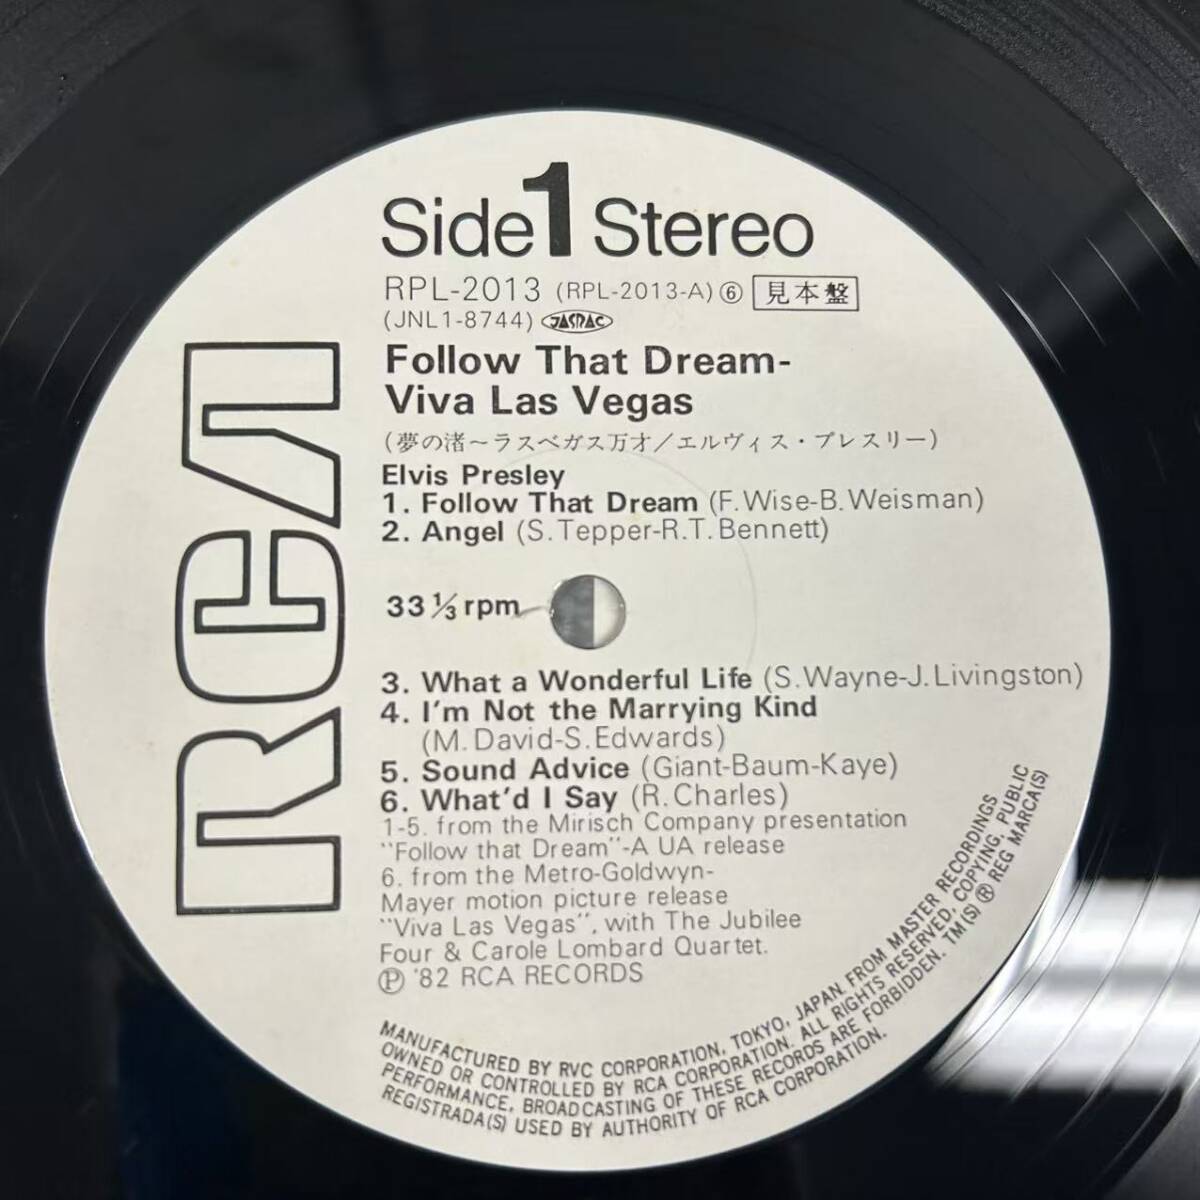 RCA
Side 1 Stereo
RPL-2013 (RPL-2013-A) ⑥ 見本盤
(JNL1-8744) JASRAC
Follow That Dream-
Viva Las Vegas
(夢の渚〜ラスベガス万才/エルヴィス・プレスリー)
Elvis Presley
1. Follow That Dream (F.Wise-B.Weisman)
2. Angel (S.Tepper-R.T.Bennett)
33 ⅓ rpm
3. What a Wonderful Life (S.Wayne-J.Livingston)
4. I'm Not the Marrying Kind
(M.David-S.Edwards)
5. Sound Advice (Giant-Baum-Kaye)
6. What'd I Say (R.Charles)
1-5. from the Mirisch Company presentation
"Follow that Dream"-A UA release
6. from the Metro-Goldwyn-
Mayer motion picture release
"Viva Las Vegas", with The Jubilee
Four & Carole Lombard Quartet.
Ⓟ '82 RCA RECORDS
MANUFACTURED BY RVC CORPORATION, TOKYO, JAPAN. FROM MASTER RECORDINGS
OWNED OR CONTROLLED BY RCA CORPORATION. ALL RIGHTS RESERVED, COPYING, PUBLIC
PERFORMANCE, BROADCASTING OF THESE RECORDS ARE FORBIDDEN. TM(S) ® REG MARCA(S)
REGISTRADA(S) USED BY AUTHORITY OF RCA CORPORATION.